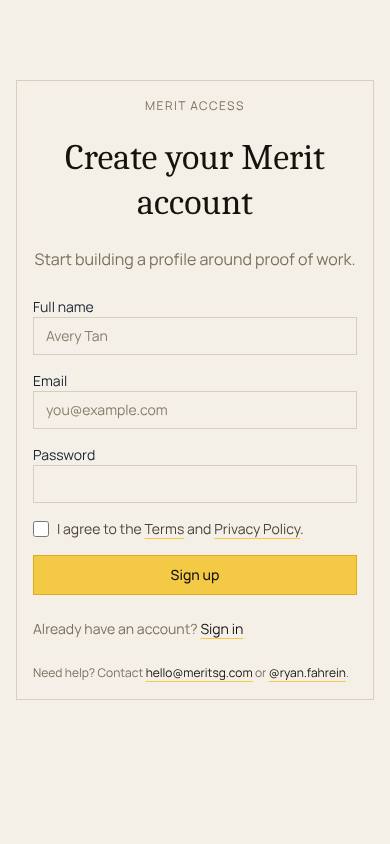 MERIT ACCESS
Create your Merit
account
Start building a profile around proof of work.
Full name
Avery Tan
Email
you@example.com
Password
I agree to the Terms and Privacy Policy.
Sign up
Already have an account? Sign in
Need help? Contact hello@meritsg.com or @ryan.fahrein.